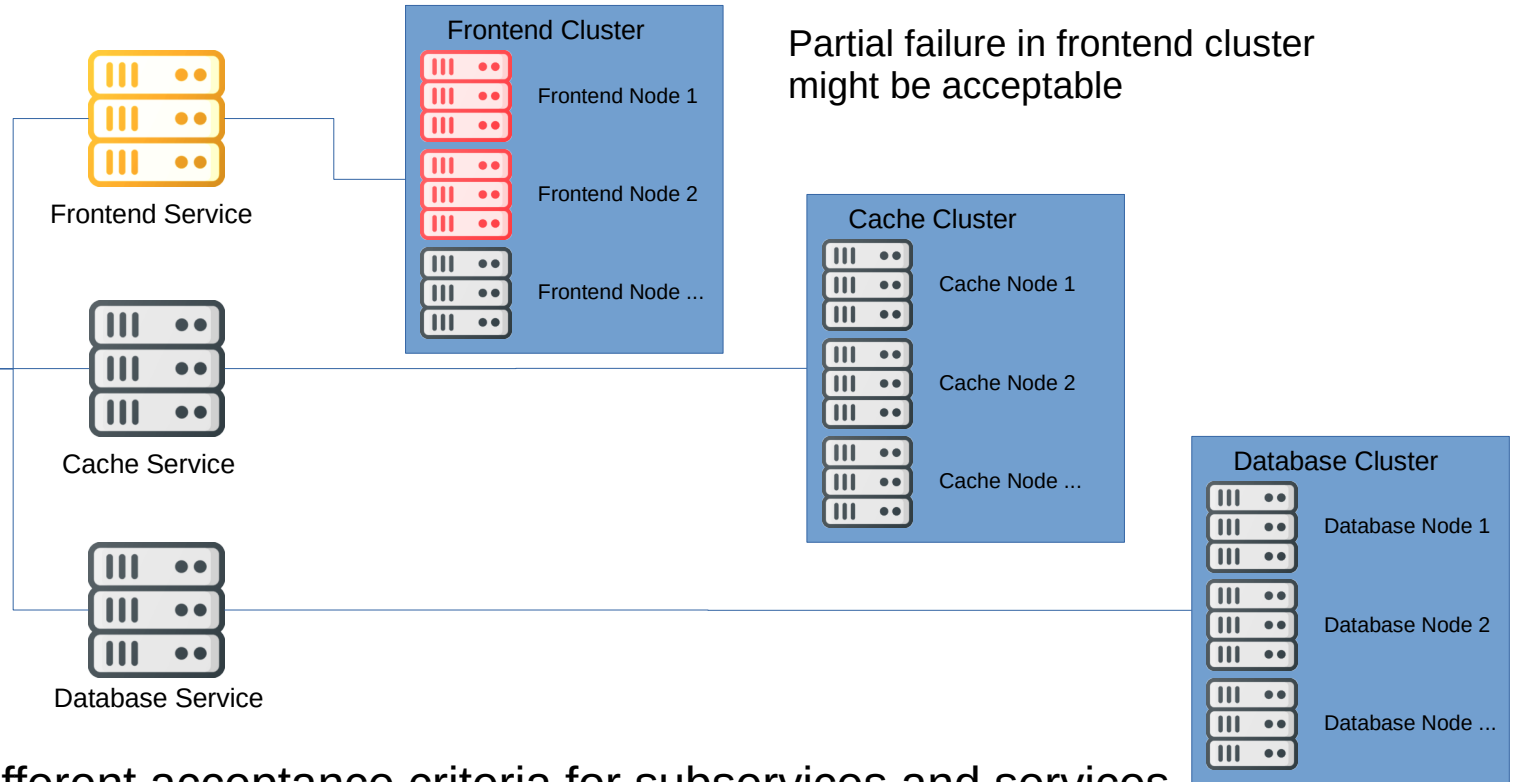 Frontend Cluster
Partial failure in frontend cluster
might be acceptable
Frontend Node 1
Frontend Node 2
Frontend Node ...
Frontend Service
Cache Cluster
Cache Node 1
Cache Node 2
Cache Node ...
Cache Service
Database Cluster
Database Node 1
Database Node 2
Database Node ...
Database Service
acceptance criteria for subservices and services